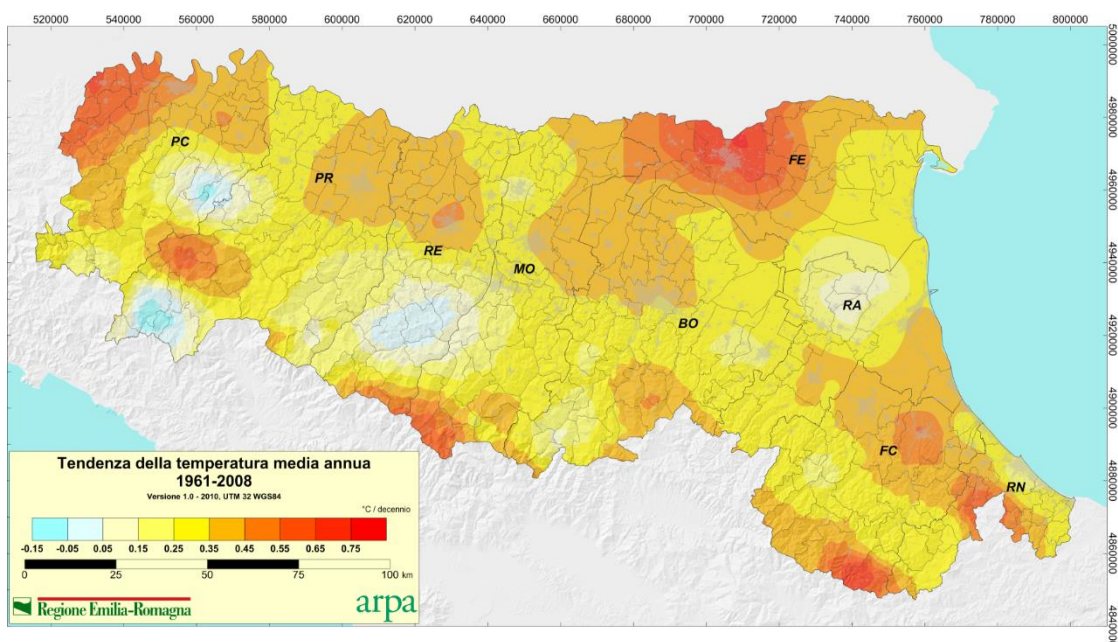 520000 540000 560000 580000 600000 620000 640000 660000 680000 700000 720000 740000 760000 780000 800000
5000000
4980000
4960000
4940000
4920000
4900000
4880000
4860000
4840000
PC
FE
PR
RE
MO
RA
BO
FC
RN
Tendenza della temperatura media annua
1961-2008
Versione 1.0 - 2010, UTM 32 WGS84
°C / decennio
-0.15 -0.05 0.05 0.15 0.25 0.35 0.45 0.55 0.65 0.75
0 25 50 75 100 km
Regione Emilia-Romagna
arpa